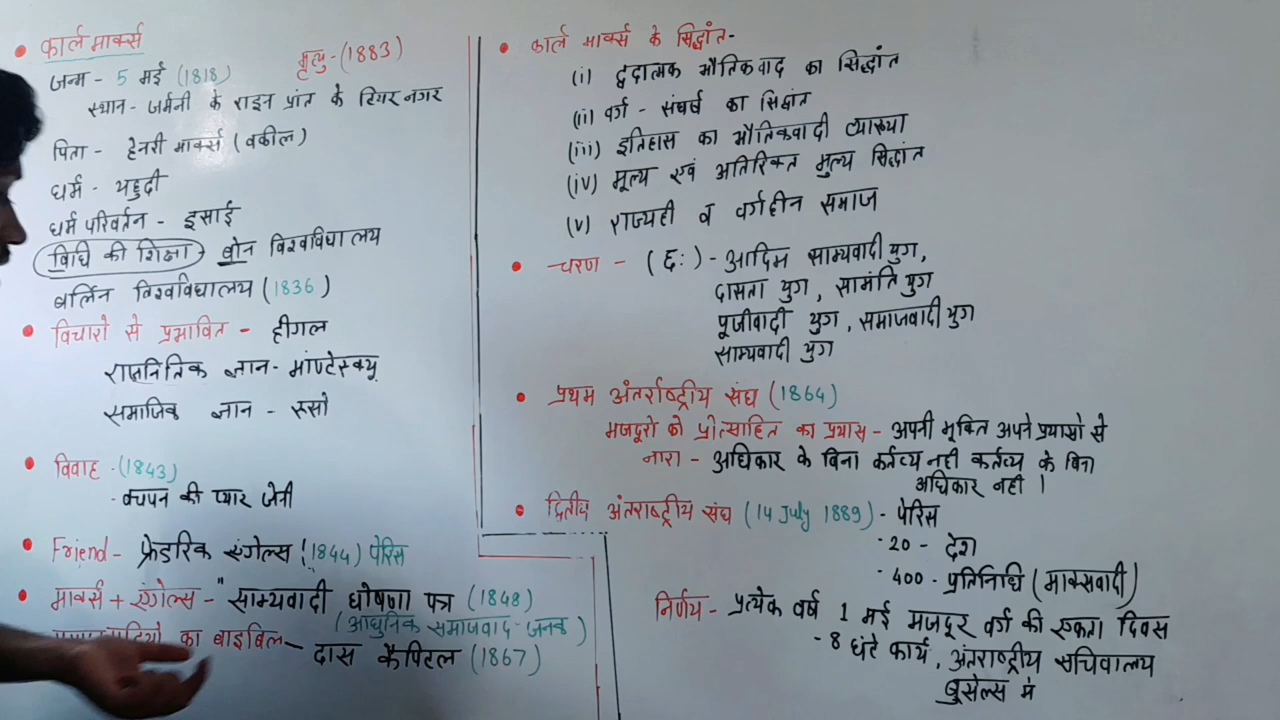 कार्ल मार्क्स
मृत्यु - (1883)
जन्म - 5 मई (1818)
स्थान - जर्मनी के राइन प्रांत के टियर नगर
पिता - हेनरी मार्क्स (वकील)
धर्म - यहुदी
धर्म परिवर्तन - इसाई
विधि की शिक्षा - बोन विश्वविद्यालय
बर्लिन विश्वविद्यालय (1836)
विचारो से प्रभावित - हीगल
राजनितिक ज्ञान - माण्टेस्क्यू
समाजिक ज्ञान - रूसो
विवाह - (1843)
- बचपन की प्यार जेनी
Friend - फ्रेडरिक एंगेल्स (1844) पेरिस
मार्क्स + एंगेल्स - "साम्यवादी घोषणा पत्र (1848)
(आधुनिक समाजवाद - जनक)
का बाइबिल - दास कैपिटल (1867)
कार्ल मार्क्स के सिद्धांत -
(i) द्वंदात्मक भौतिकवाद का सिद्धांत
(ii) वर्ग - संघर्ष का सिद्धांत
(iii) इतिहास का भौतिकवादी व्याख्या
(iv) मूल्य एवं अतिरिक्त मुल्य सिद्धांत
(v) राज्यही व वर्गहीन समाज
चरण - (छ:) - आदिम साम्यवादी युग,
दासता युग, सामंति युग
पूजीवादी युग, समाजवादी युग
साम्यवादी युग
प्रथम अंतर्राष्ट्रीय संघ (1864)
मजदूरो को प्रोत्साहित का प्रयास - अपनी मूक्ति अपने प्रयासो से
नारा - अधिकार के बिना कर्तव्य नही कर्तव्य के बिना
अधिकार नही ।
द्वितीय अंतराष्ट्रीय संघ (14 July 1889) - पेरिस
- 20 - देश
- 400 - प्रतिनिधि (मार्क्सवादी)
निर्णय - प्रत्येक वर्ष 1 मई मजदूर वर्ग की एकता दिवस
- 8 घंटे कार्य, अंतराष्ट्रीय सचिवालय
ब्रुसेल्स मे